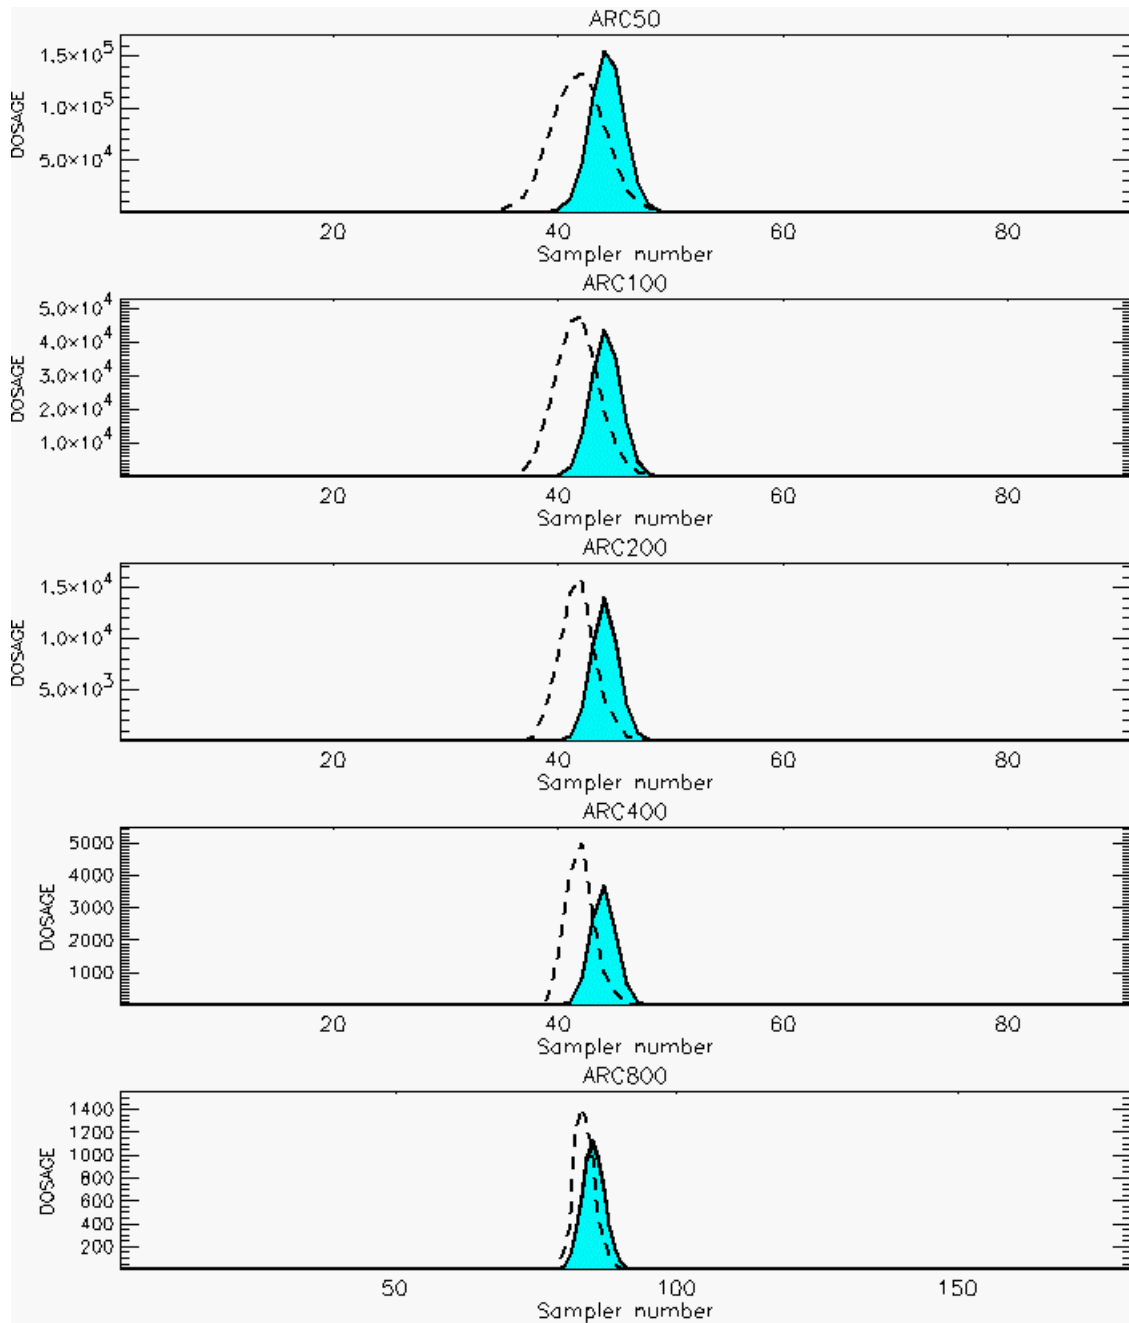 ARC50
1.5×10⁵
1.0×10⁵
5.0×10⁴
DOSAGE
20 40 60 80
Sampler number
ARC100
5.0×10⁴
4.0×10⁴
3.0×10⁴
2.0×10⁴
1.0×10⁴
DOSAGE
20 40 60 80
Sampler number
ARC200
1.5×10⁴
1.0×10⁴
5.0×10³
DOSAGE
20 40 60 80
Sampler number
ARC400
5000
4000
3000
2000
1000
DOSAGE
20 40 60 80
Sampler number
ARC800
1400
1200
1000
800
600
400
200
DOSAGE
50 100 150
Sampler number